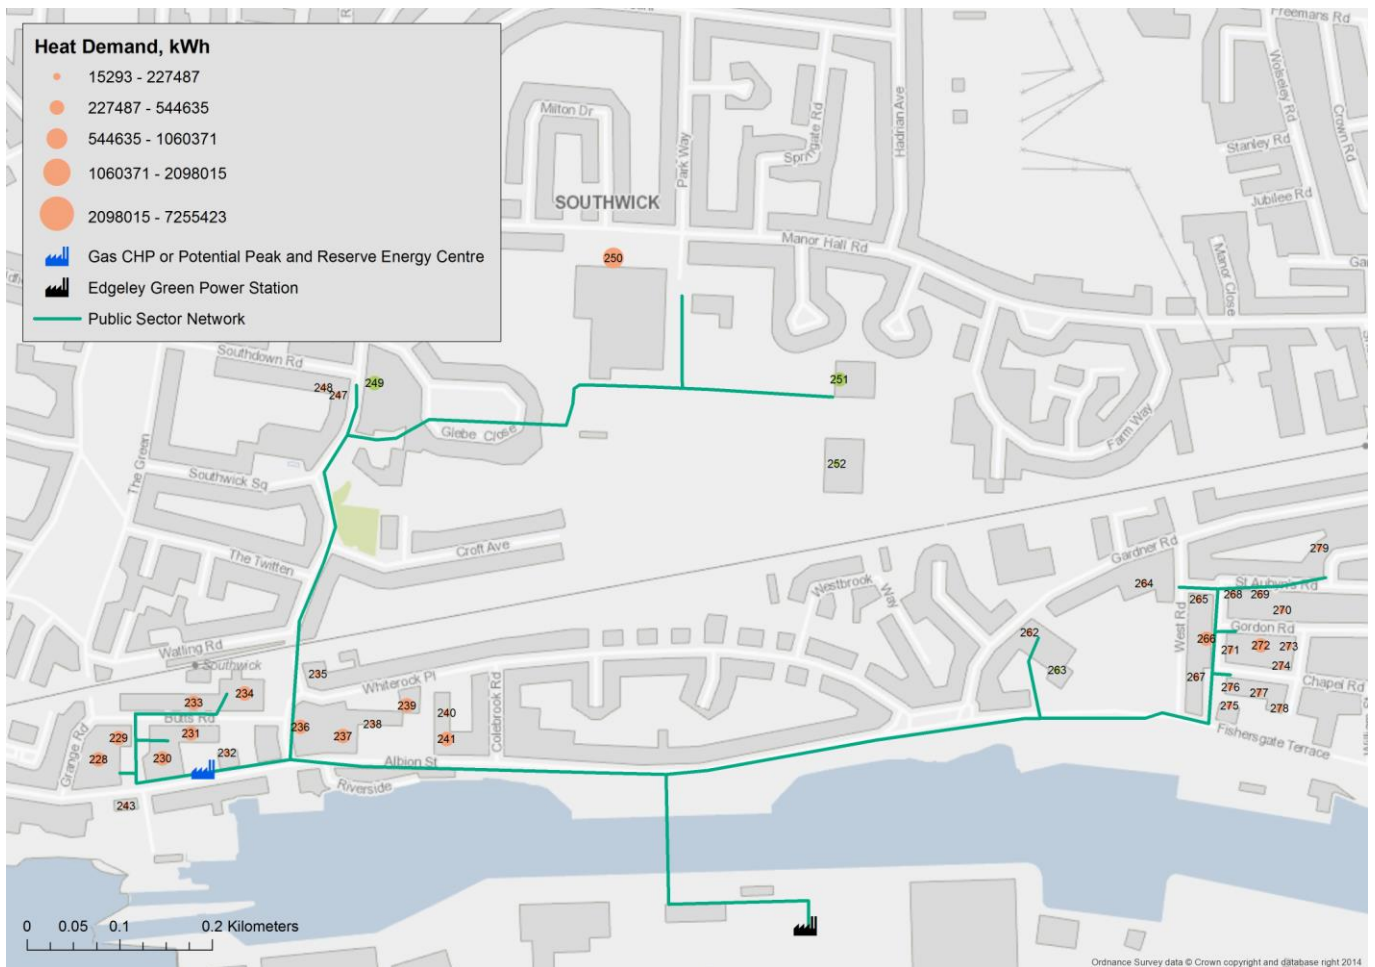 Heat Demand, kWh
15293 - 227487
227487 - 544635
544635 - 1060371
1060371 - 2098015
2098015 - 7255423
Gas CHP or Potential Peak and Reserve Energy Centre
Edgeley Green Power Station
Public Sector Network
Freemans Rd
Wolseley Rd
Crown Rd
Milton Dr
Park Way
Hadrian Ave
Stanley Rd
Jubilee Rd
SOUTHWICK
Manor Hall Rd
250
Manor Close
Southdown Rd
248
247
249
251
Glebe Close
Farm Way
The Green
Southwick Sq
252
The Twitten
Croft Ave
Gardner Rd
279
Westbrook Way
264
St Aubyn's Rd
265
268
269
270
West Rd
Gordon Rd
262
266
271
272
273
274
Watling Rd
Southwick
235
Whiterock Pl
263
267
276
277
Chapel Rd
275
278
233
234
239
240
Colebrook Rd
Butts Rd
236
238
237
241
Grange Rd
229
231
228
230
232
Albion St
Fishersgate Terrace
Riverside
243
0 0.05 0.1 0.2 Kilometers
Ordnance Survey data © Crown copyright and database right 2014